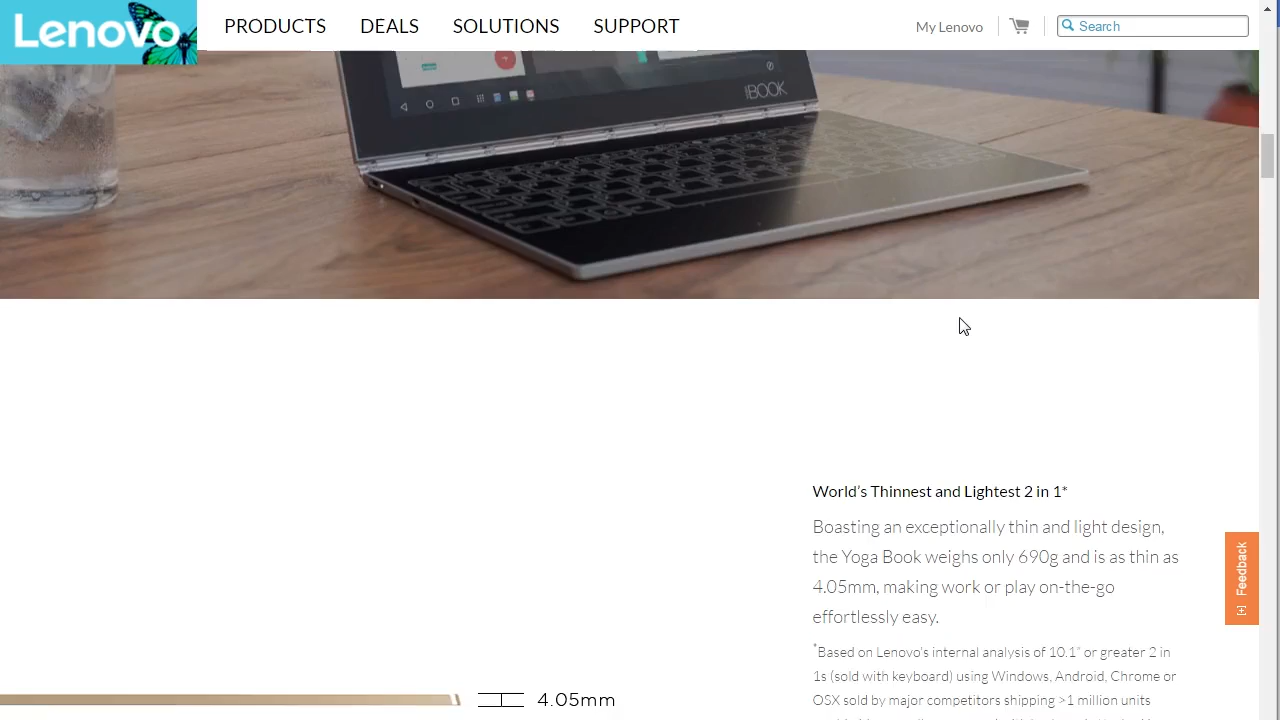 Lenovo
PRODUCTS DEALS SOLUTIONS SUPPORT
My Lenovo
Search
BOOK
World's Thinnest and Lightest 2 in 1*
Boasting an exceptionally thin and light design,
the Yoga Book weighs only 690g and is as thin as
4.05mm, making work or play on-the-go
effortlessly easy.
*Based on Lenovo's internal analysis of 10.1" or greater 2 in
1s (sold with keyboard) using Windows, Android, Chrome or
OSX sold by major competitors shipping >1 million units
4.05mm
[+] Feedback